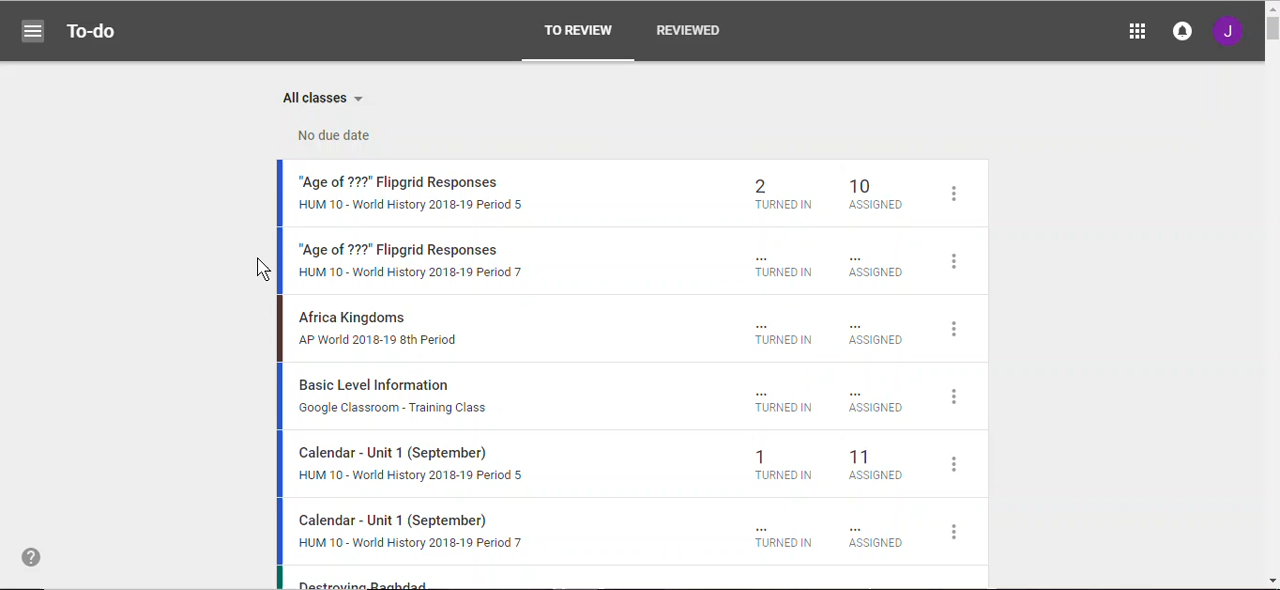 To-do
TO REVIEW
REVIEWED
J
All classes
No due date
"Age of ???" Flipgrid Responses
HUM 10 - World History 2018-19 Period 5
2
TURNED IN
10
ASSIGNED
"Age of ???" Flipgrid Responses
HUM 10 - World History 2018-19 Period 7
...
TURNED IN
...
ASSIGNED
Africa Kingdoms
AP World 2018-19 8th Period
...
TURNED IN
...
ASSIGNED
Basic Level Information
Google Classroom - Training Class
...
TURNED IN
...
ASSIGNED
Calendar - Unit 1 (September)
HUM 10 - World History 2018-19 Period 5
1
TURNED IN
11
ASSIGNED
Calendar - Unit 1 (September)
HUM 10 - World History 2018-19 Period 7
...
TURNED IN
...
ASSIGNED
Destroying Baghdad
?